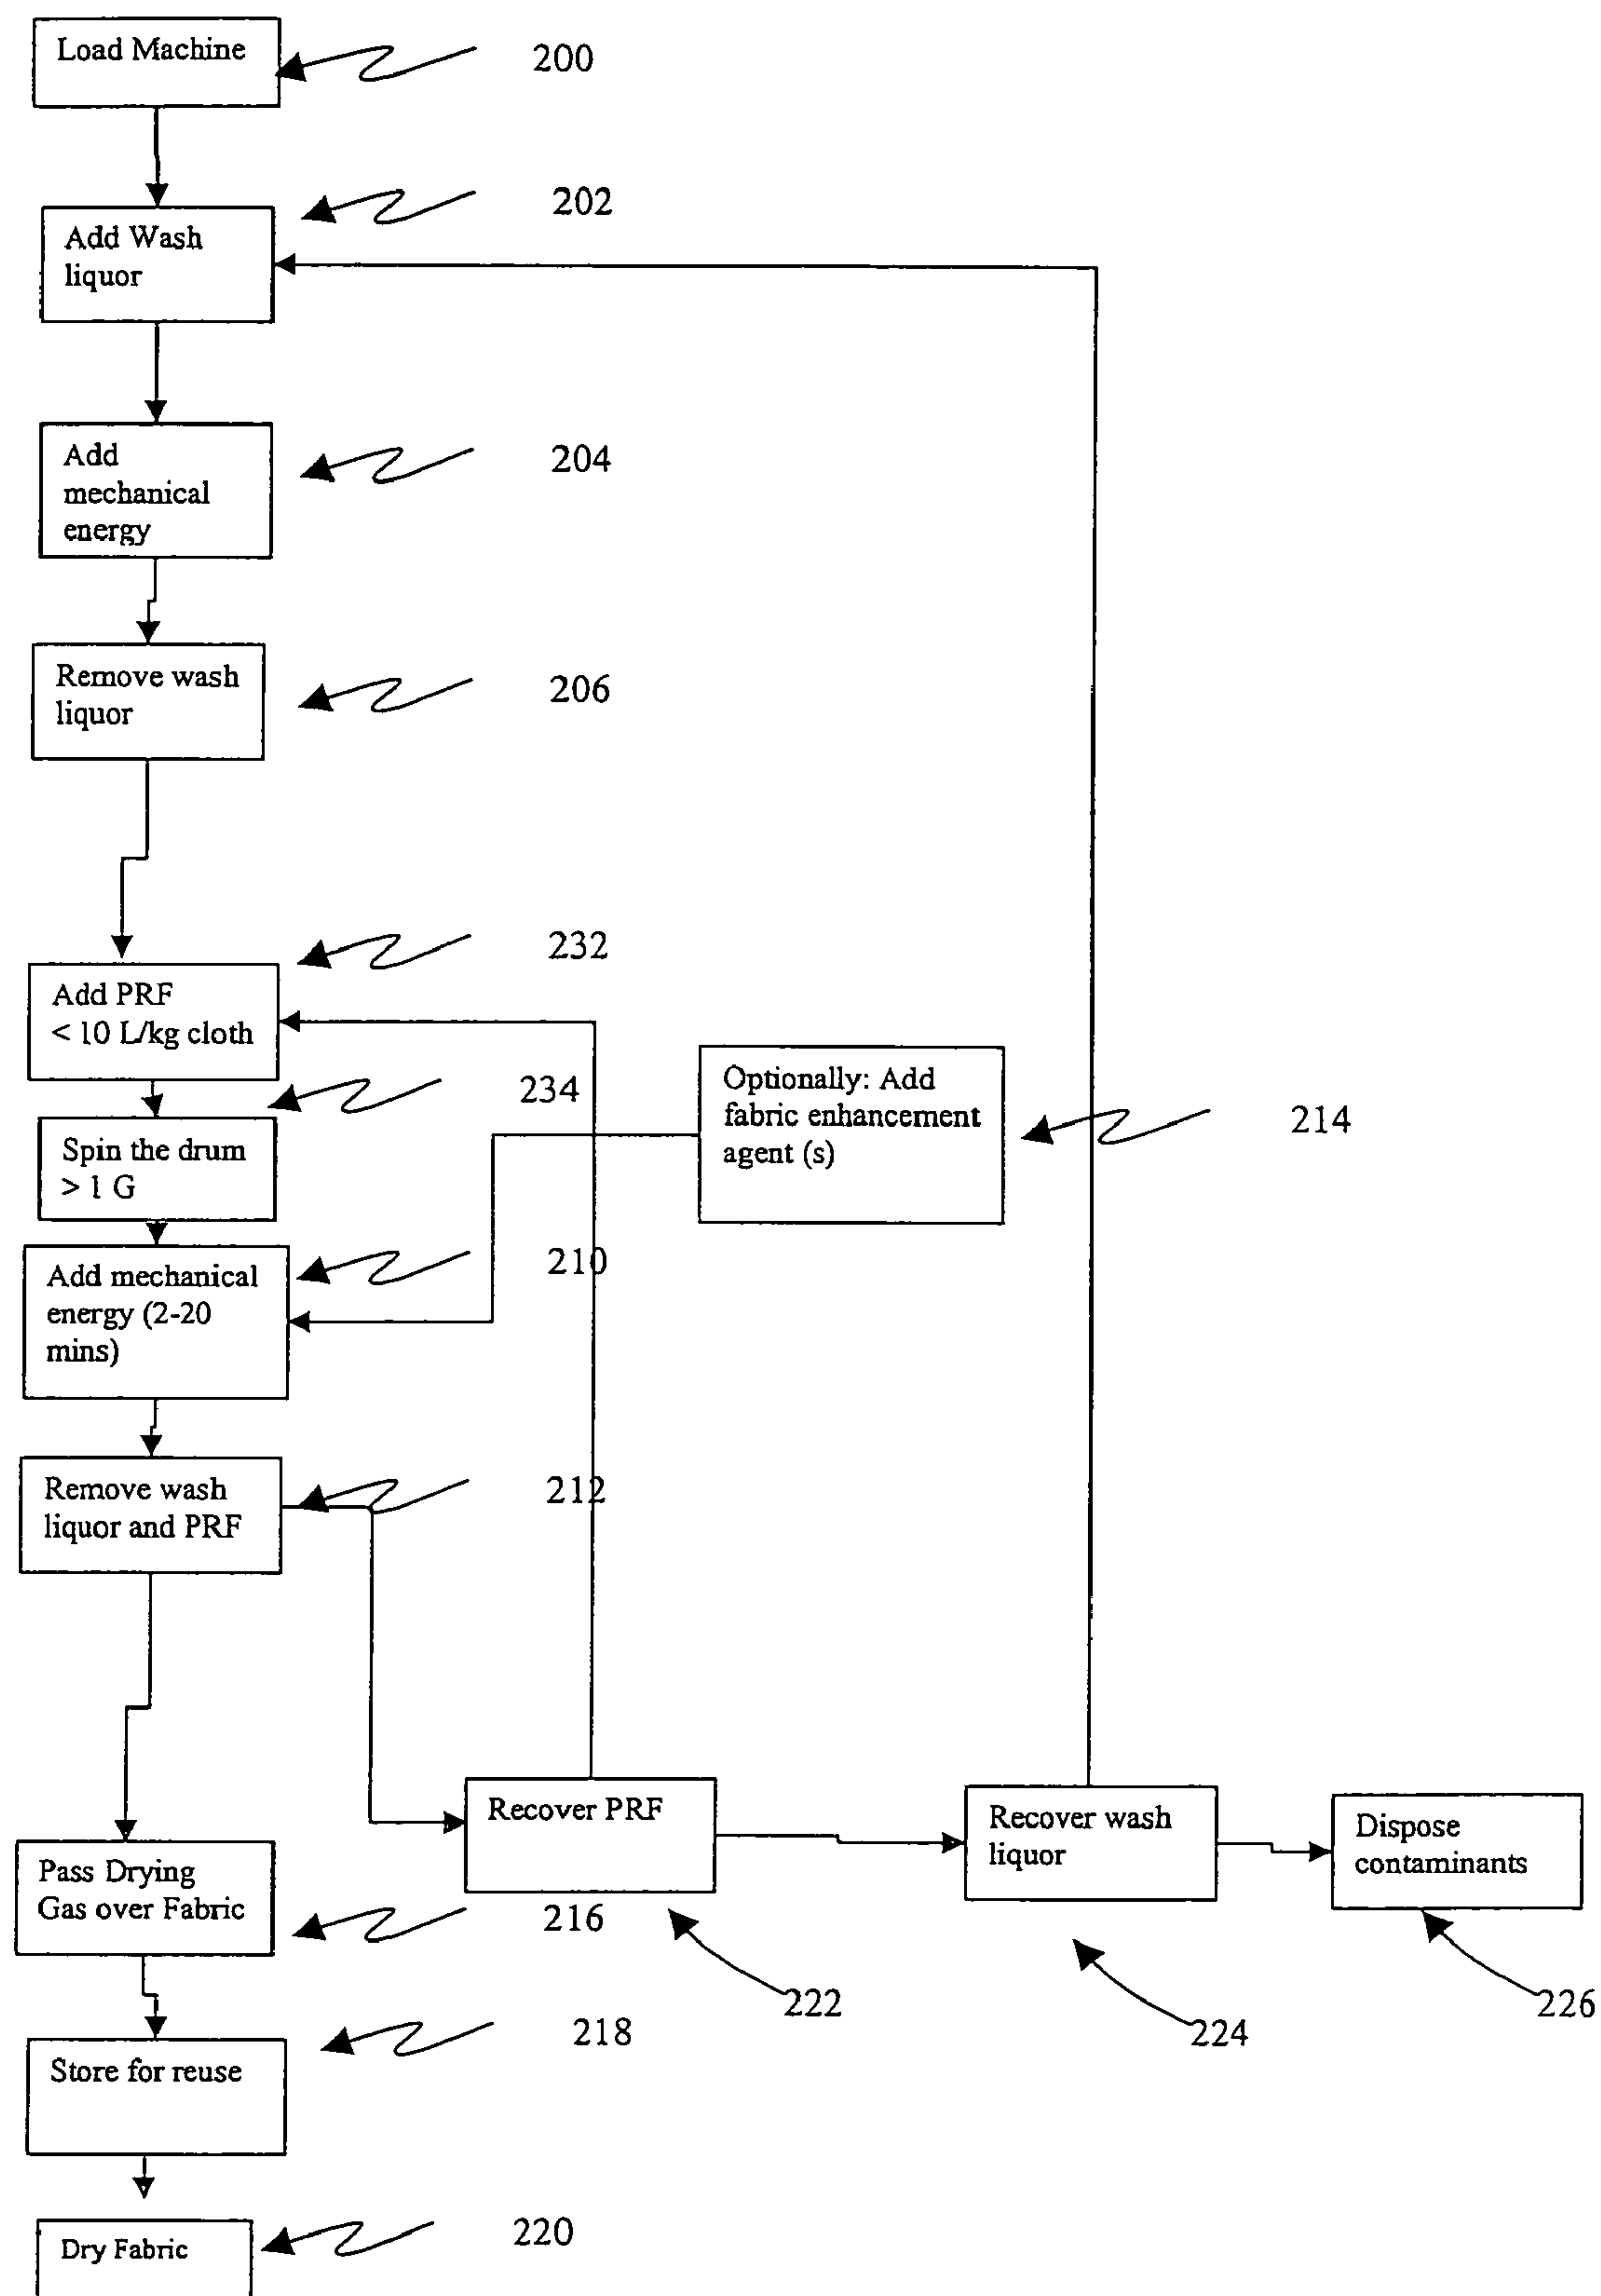 Load Machine
200
Add Wash
liquor
202
Add
mechanical
energy
204
Remove wash
liquor
206
Add PRF
< 10 L/kg cloth
232
Spin the drum
> 1 G
234
Optionally: Add
fabric enhancement
agent (s)
214
Add mechanical
energy (2-20
mins)
210
Remove wash
liquor and PRF
212
Recover PRF
222
Recover wash
liquor
224
Dispose
contaminants
226
Pass Drying
Gas over Fabric
216
Store for reuse
218
Dry Fabric
220